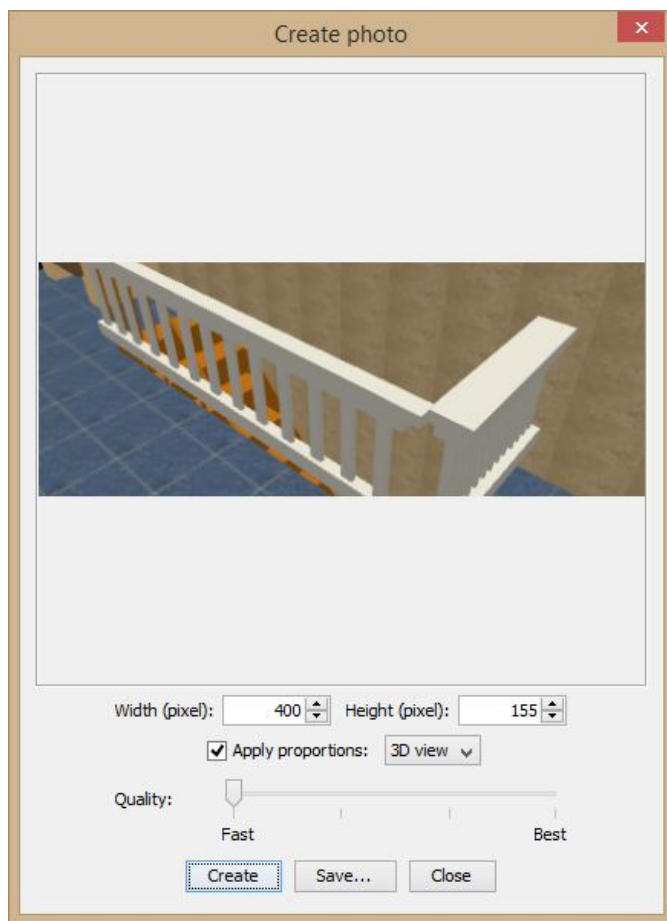 Create photo
Width (pixel): 400 Height (pixel): 155
Apply proportions: 3D view
Quality:
Fast Best
Create Save... Close